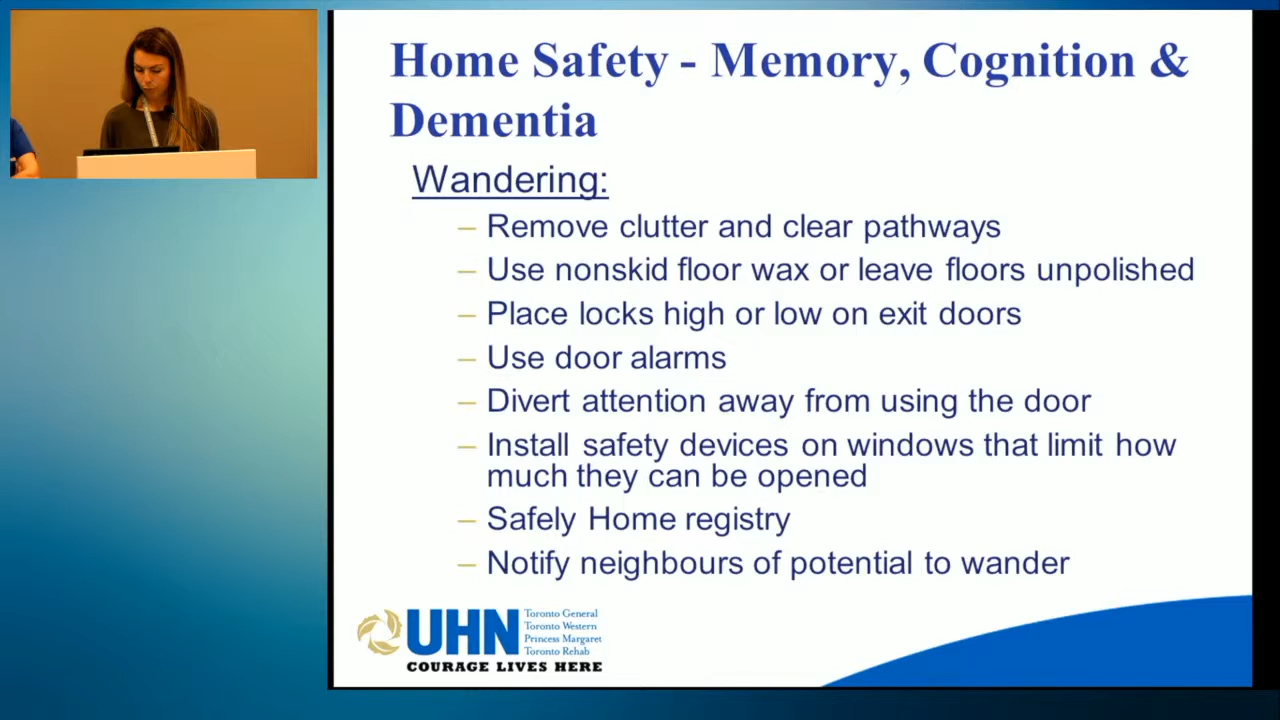 Home Safety - Memory, Cognition &
Dementia
Wandering:
– Remove clutter and clear pathways
– Use nonskid floor wax or leave floors unpolished
– Place locks high or low on exit doors
– Use door alarms
– Divert attention away from using the door
– Install safety devices on windows that limit how
much they can be opened
– Safely Home registry
– Notify neighbours of potential to wander
UHN
Toronto General
Toronto Western
Princess Margaret
Toronto Rehab
COURAGE LIVES HERE